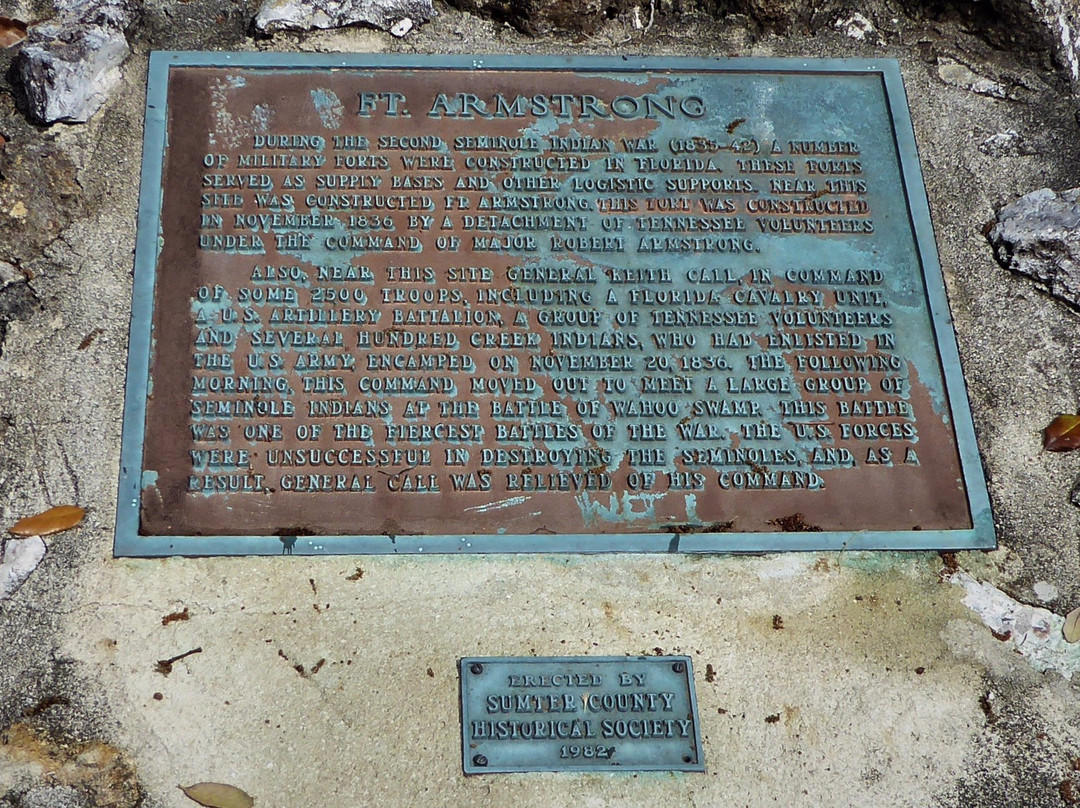 FT. ARMSTRONG
DURING THE SECOND SEMINOLE INDIAN WAR (1835-42) A NUMBER
OF MILITARY FORTS WERE CONSTRUCTED IN FLORIDA. THESE FORTS
SERVED AS SUPPLY BASES AND OTHER LOGISTIC SUPPORTS. NEAR THIS
SITE WAS CONSTRUCTED FT. ARMSTRONG. THIS FORT WAS CONSTRUCTED
IN NOVEMBER 1836 BY A DETACHMENT OF TENNESSEE VOLUNTEERS
UNDER THE COMMAND OF MAJOR ROBERT ARMSTRONG.
ALSO, NEAR THIS SITE GENERAL KEITH CALL, IN COMMAND
OF SOME 2500 TROOPS, INCLUDING A FLORIDA CAVALRY UNIT,
A U.S. ARTILLERY BATTALION, A GROUP OF TENNESSEE VOLUNTEERS
AND SEVERAL HUNDRED CREEK INDIANS, WHO HAD ENLISTED IN
THE U.S. ARMY, ENCAMPED ON NOVEMBER 20, 1836. THE FOLLOWING
MORNING, THIS COMMAND MOVED OUT TO MEET A LARGE GROUP OF
SEMINOLE INDIANS AT THE BATTLE OF WAHOO SWAMP. THIS BATTLE
WAS ONE OF THE FIERCEST BATTLES OF THE WAR. THE U.S. FORCES
WERE UNSUCCESSFUL IN DESTROYING THE SEMINOLES, AND, AS A
RESULT, GENERAL CALL WAS RELIEVED OF HIS COMMAND.
ERECTED BY
SUMTER COUNTY
HISTORICAL SOCIETY
1982